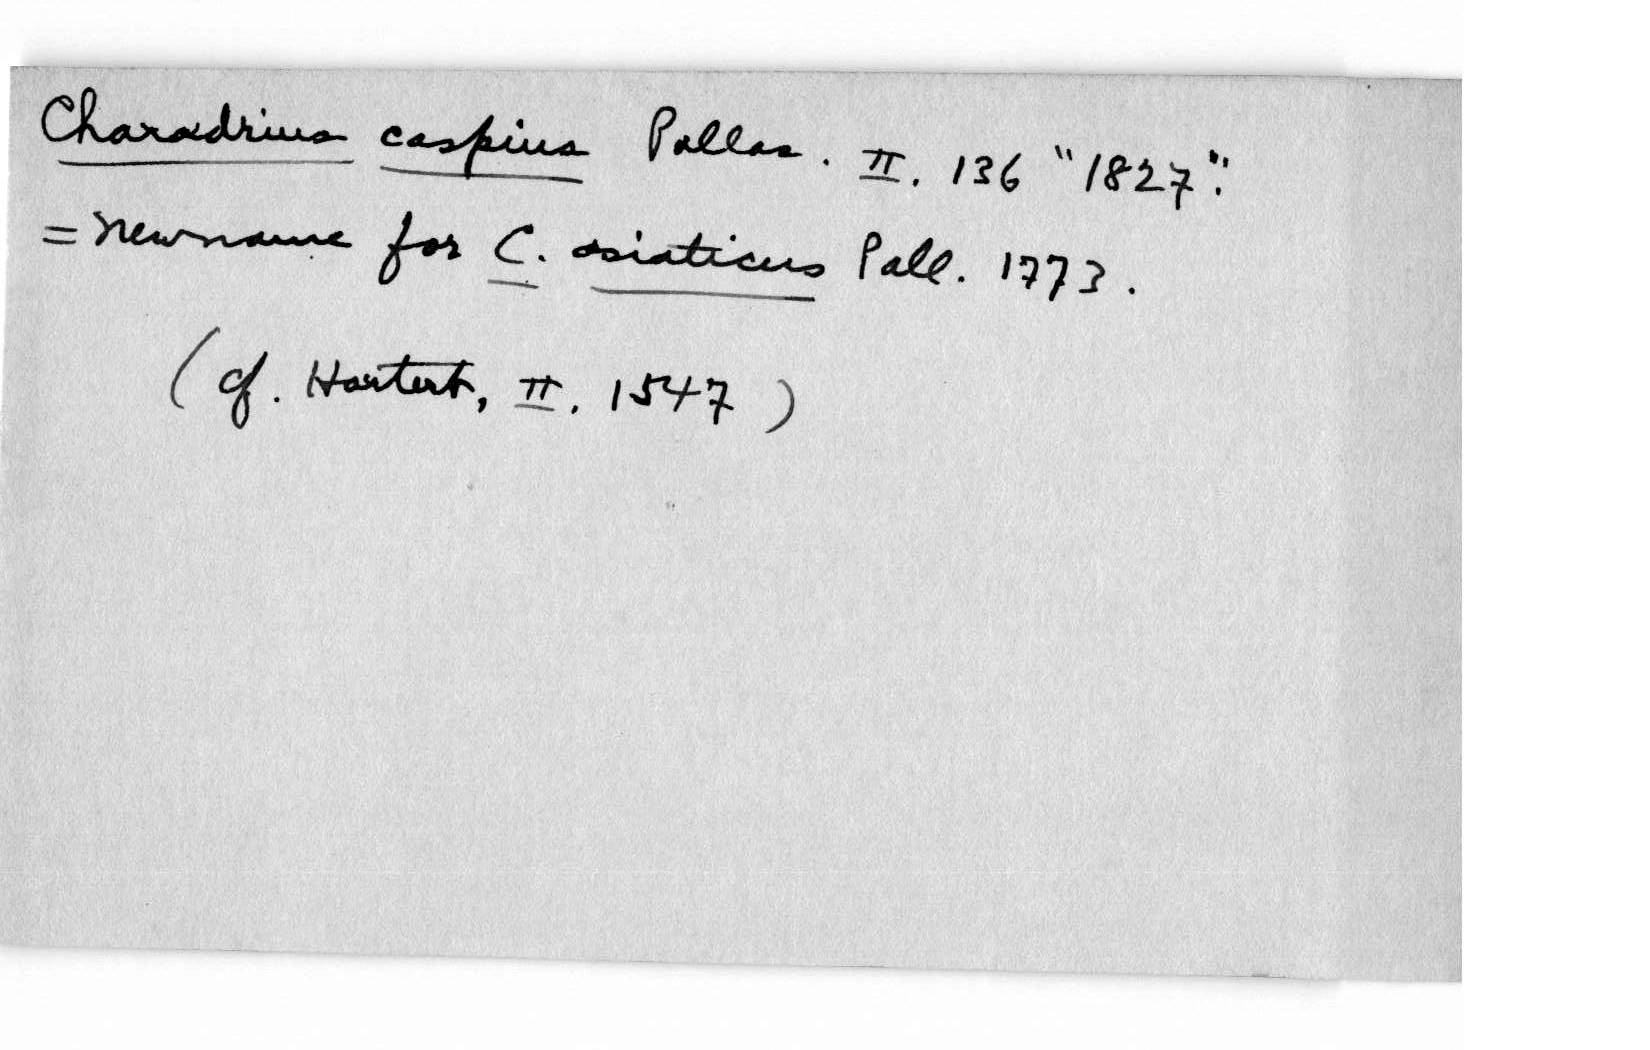 Charadrius caspius Pallas. II. 136 "1827".
= new name for C. asiaticus Pall. 1773.
(cf. Hartert, II. 1547)